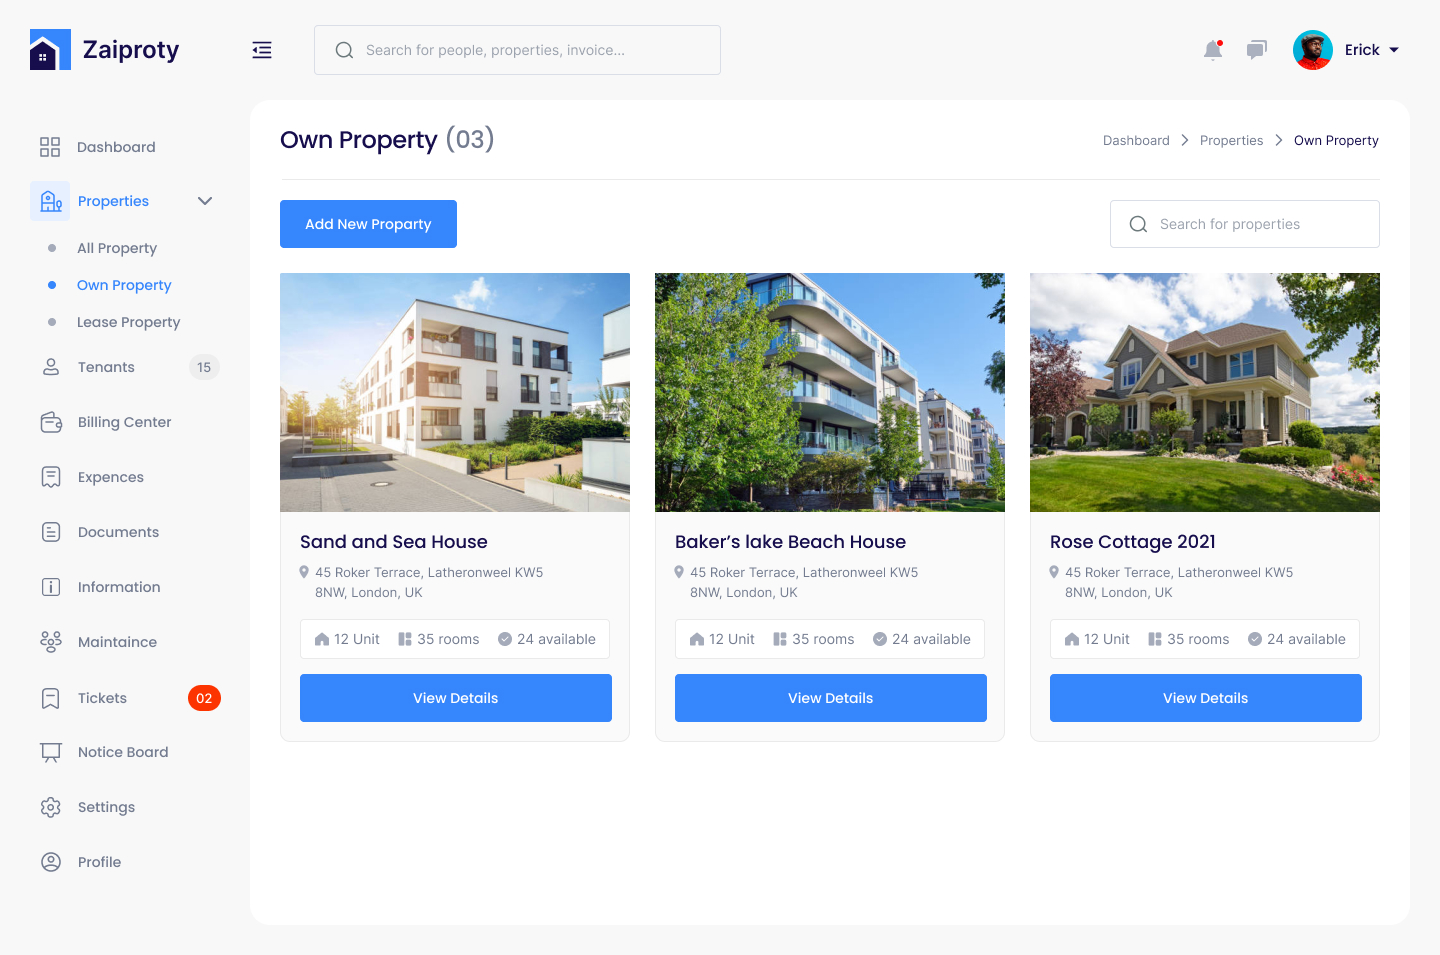 Zaiproty
Search for people, properties, invoice...
Erick
Dashboard
Properties
All Property
Own Property
Lease Property
Tenants 15
Billing Center
Expences
Documents
Information
Maintaince
Tickets 02
Notice Board
Settings
Profile
Own Property (03)
Dashboard > Properties > Own Property
Add New Proparty
Search for properties
Sand and Sea House
45 Roker Terrace, Latheronweel KW5
8NW, London, UK
12 Unit 35 rooms 24 available
View Details
Baker’s lake Beach House
45 Roker Terrace, Latheronweel KW5
8NW, London, UK
12 Unit 35 rooms 24 available
View Details
Rose Cottage 2021
45 Roker Terrace, Latheronweel KW5
8NW, London, UK
12 Unit 35 rooms 24 available
View Details